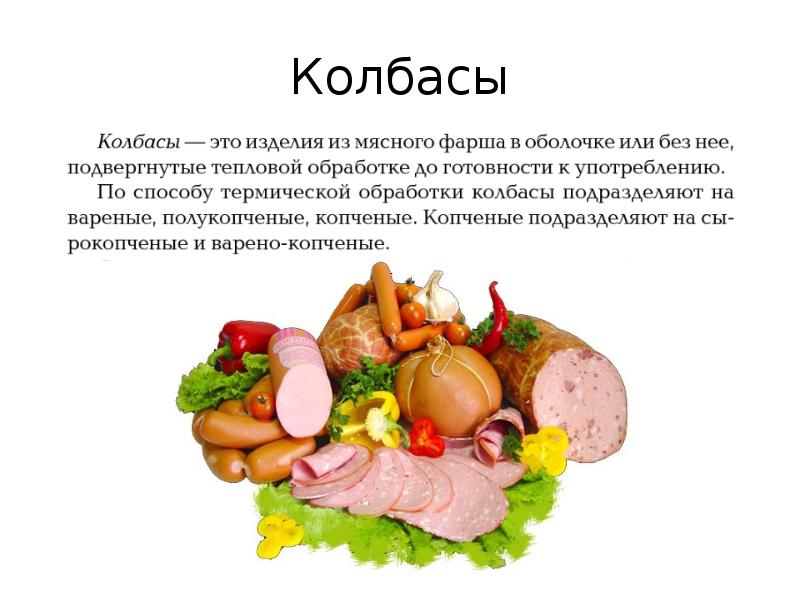 Колбасы
Колбасы — это изделия из мясного фарша в оболочке или без нее,
подвергнутые тепловой обработке до готовности к употреблению.
По способу термической обработки колбасы подразделяют на
вареные, полукопченые, копченые. Копченые подразделяют на сы-
рокопченые и варено-копченые.